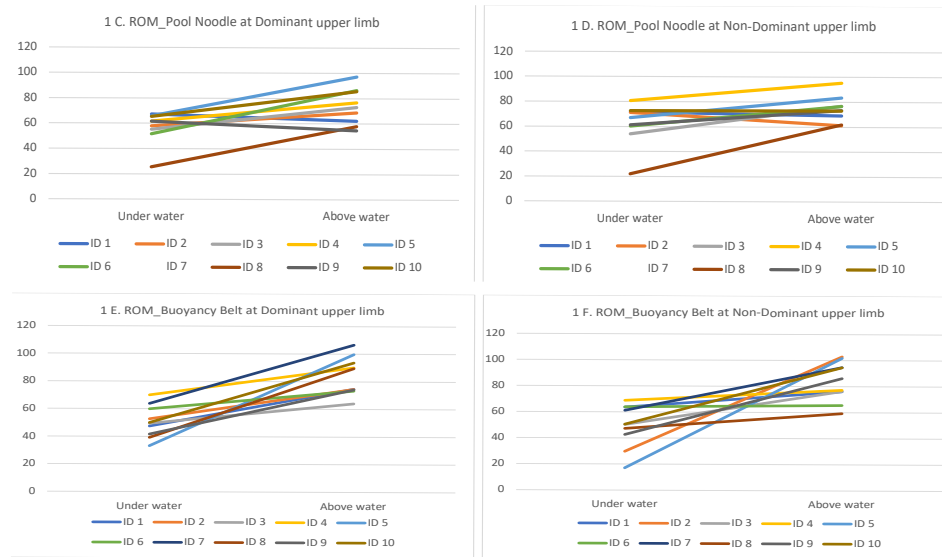 1 C. ROM_Pool Noodle at Dominant upper limb
120
100
80
60
40
20
0
Under water Above water
ID 1 ID 2 ID 3 ID 4 ID 5
ID 6 ID 7 ID 8 ID 9 ID 10
1 D. ROM_Pool Noodle at Non-Dominant upper limb
120
100
80
60
40
20
0
Under water Above water
ID 1 ID 2 ID 3 ID 4 ID 5
ID 6 ID 7 ID 8 ID 9 ID 10
1 E. ROM_Buoyancy Belt at Dominant upper limb
120
100
80
60
40
20
0
Under water Above water
ID 1 ID 2 ID 3 ID 4 ID 5
ID 6 ID 7 ID 8 ID 9 ID 10
1 F. ROM_Buoyancy Belt at Non-Dominant upper limb
120
100
80
60
40
20
0
Under water Above water
ID 1 ID 2 ID 3 ID 4 ID 5
ID 6 ID 7 ID 8 ID 9 ID 10